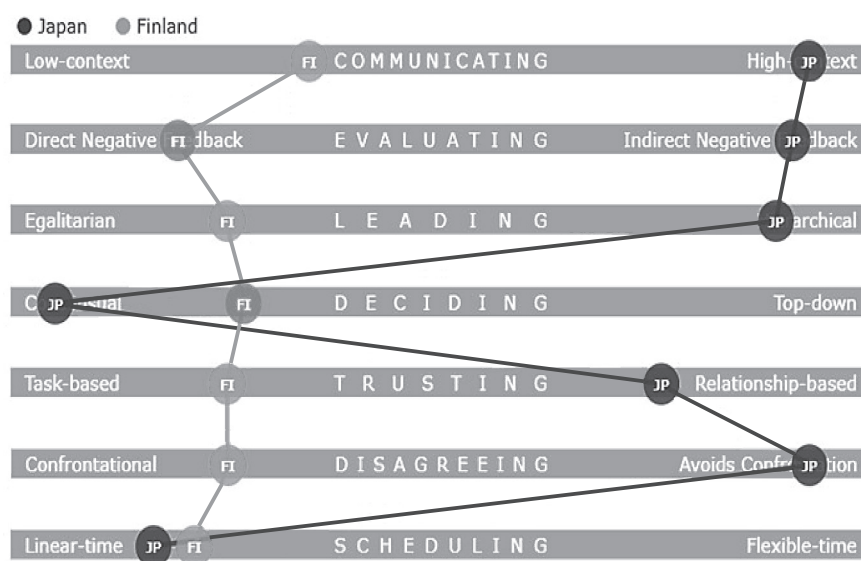 Japan Finland
Low-context FI COMMUNICATING High- JP text
Direct Negative FI dback EVALUATING Indirect Negative JP dback
Egalitarian FI LEADING JP archical
C JP nsual FI DECIDING Top-down
Task-based FI TRUSTING JP Relationship-based
Confrontational FI DISAGREEING Avoids Confr JP tion
Linear-time JP FI SCHEDULING Flexible-time